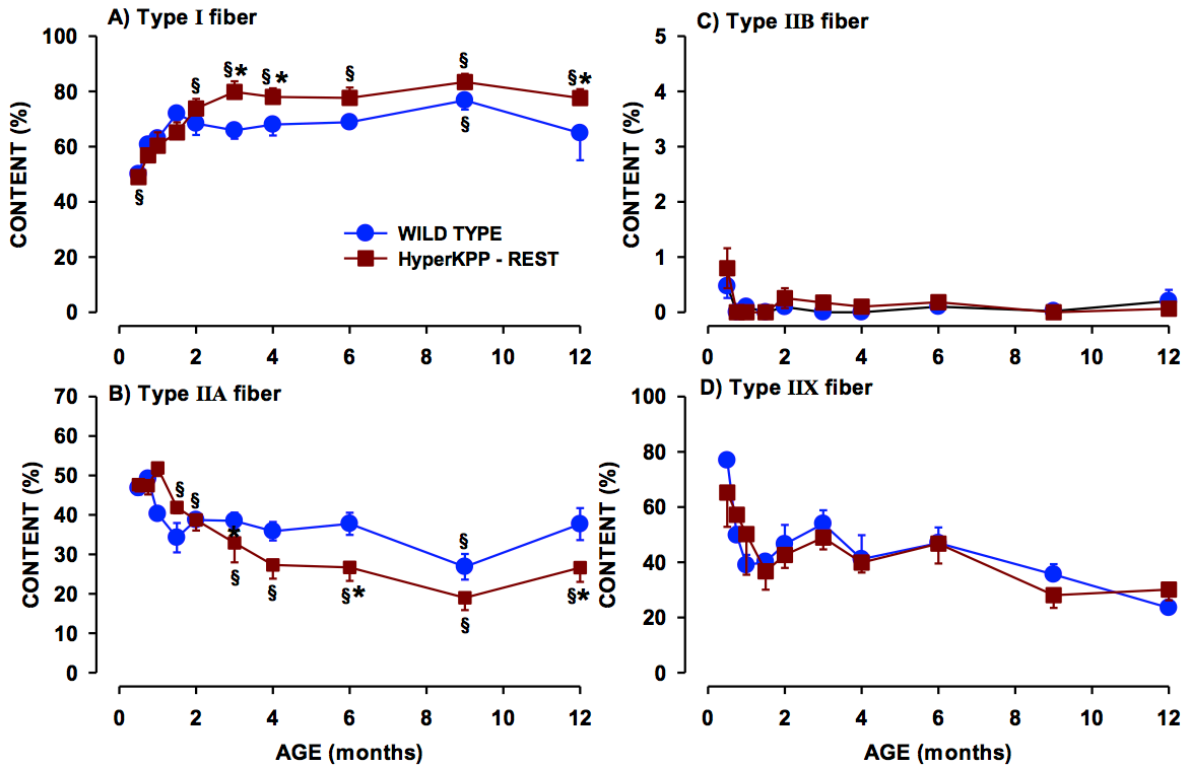 A) Type I fiber
100
80
60
40
20
0
CONTENT (%)
§ §* §* § § §*
§ §
WILD TYPE
HyperKPP - REST
0 2 4 6 8 10 12
C) Type IIB fiber
5
4
3
2
1
0
CONTENT (%)
0 2 4 6 8 10 12
B) Type IIA fiber
70
60
50
40
30
20
10
0
CONTENT (%)
§ § * §
§ § §* § §*
0 2 4 6 8 10 12
AGE (months)
D) Type IIX fiber
100
80
60
40
20
0
CONTENT (%)
0 2 4 6 8 10 12
AGE (months)